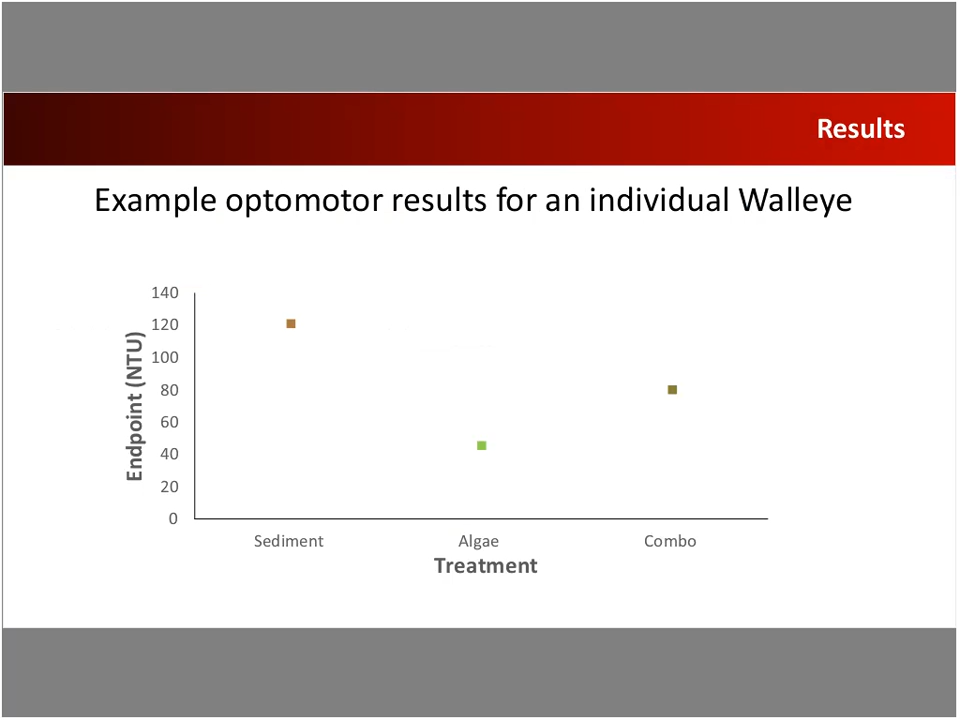 Results
Example optomotor results for an individual Walleye
Endpoint (NTU)
140
120
100
80
60
40
20
0
Sediment Algae Combo
Treatment